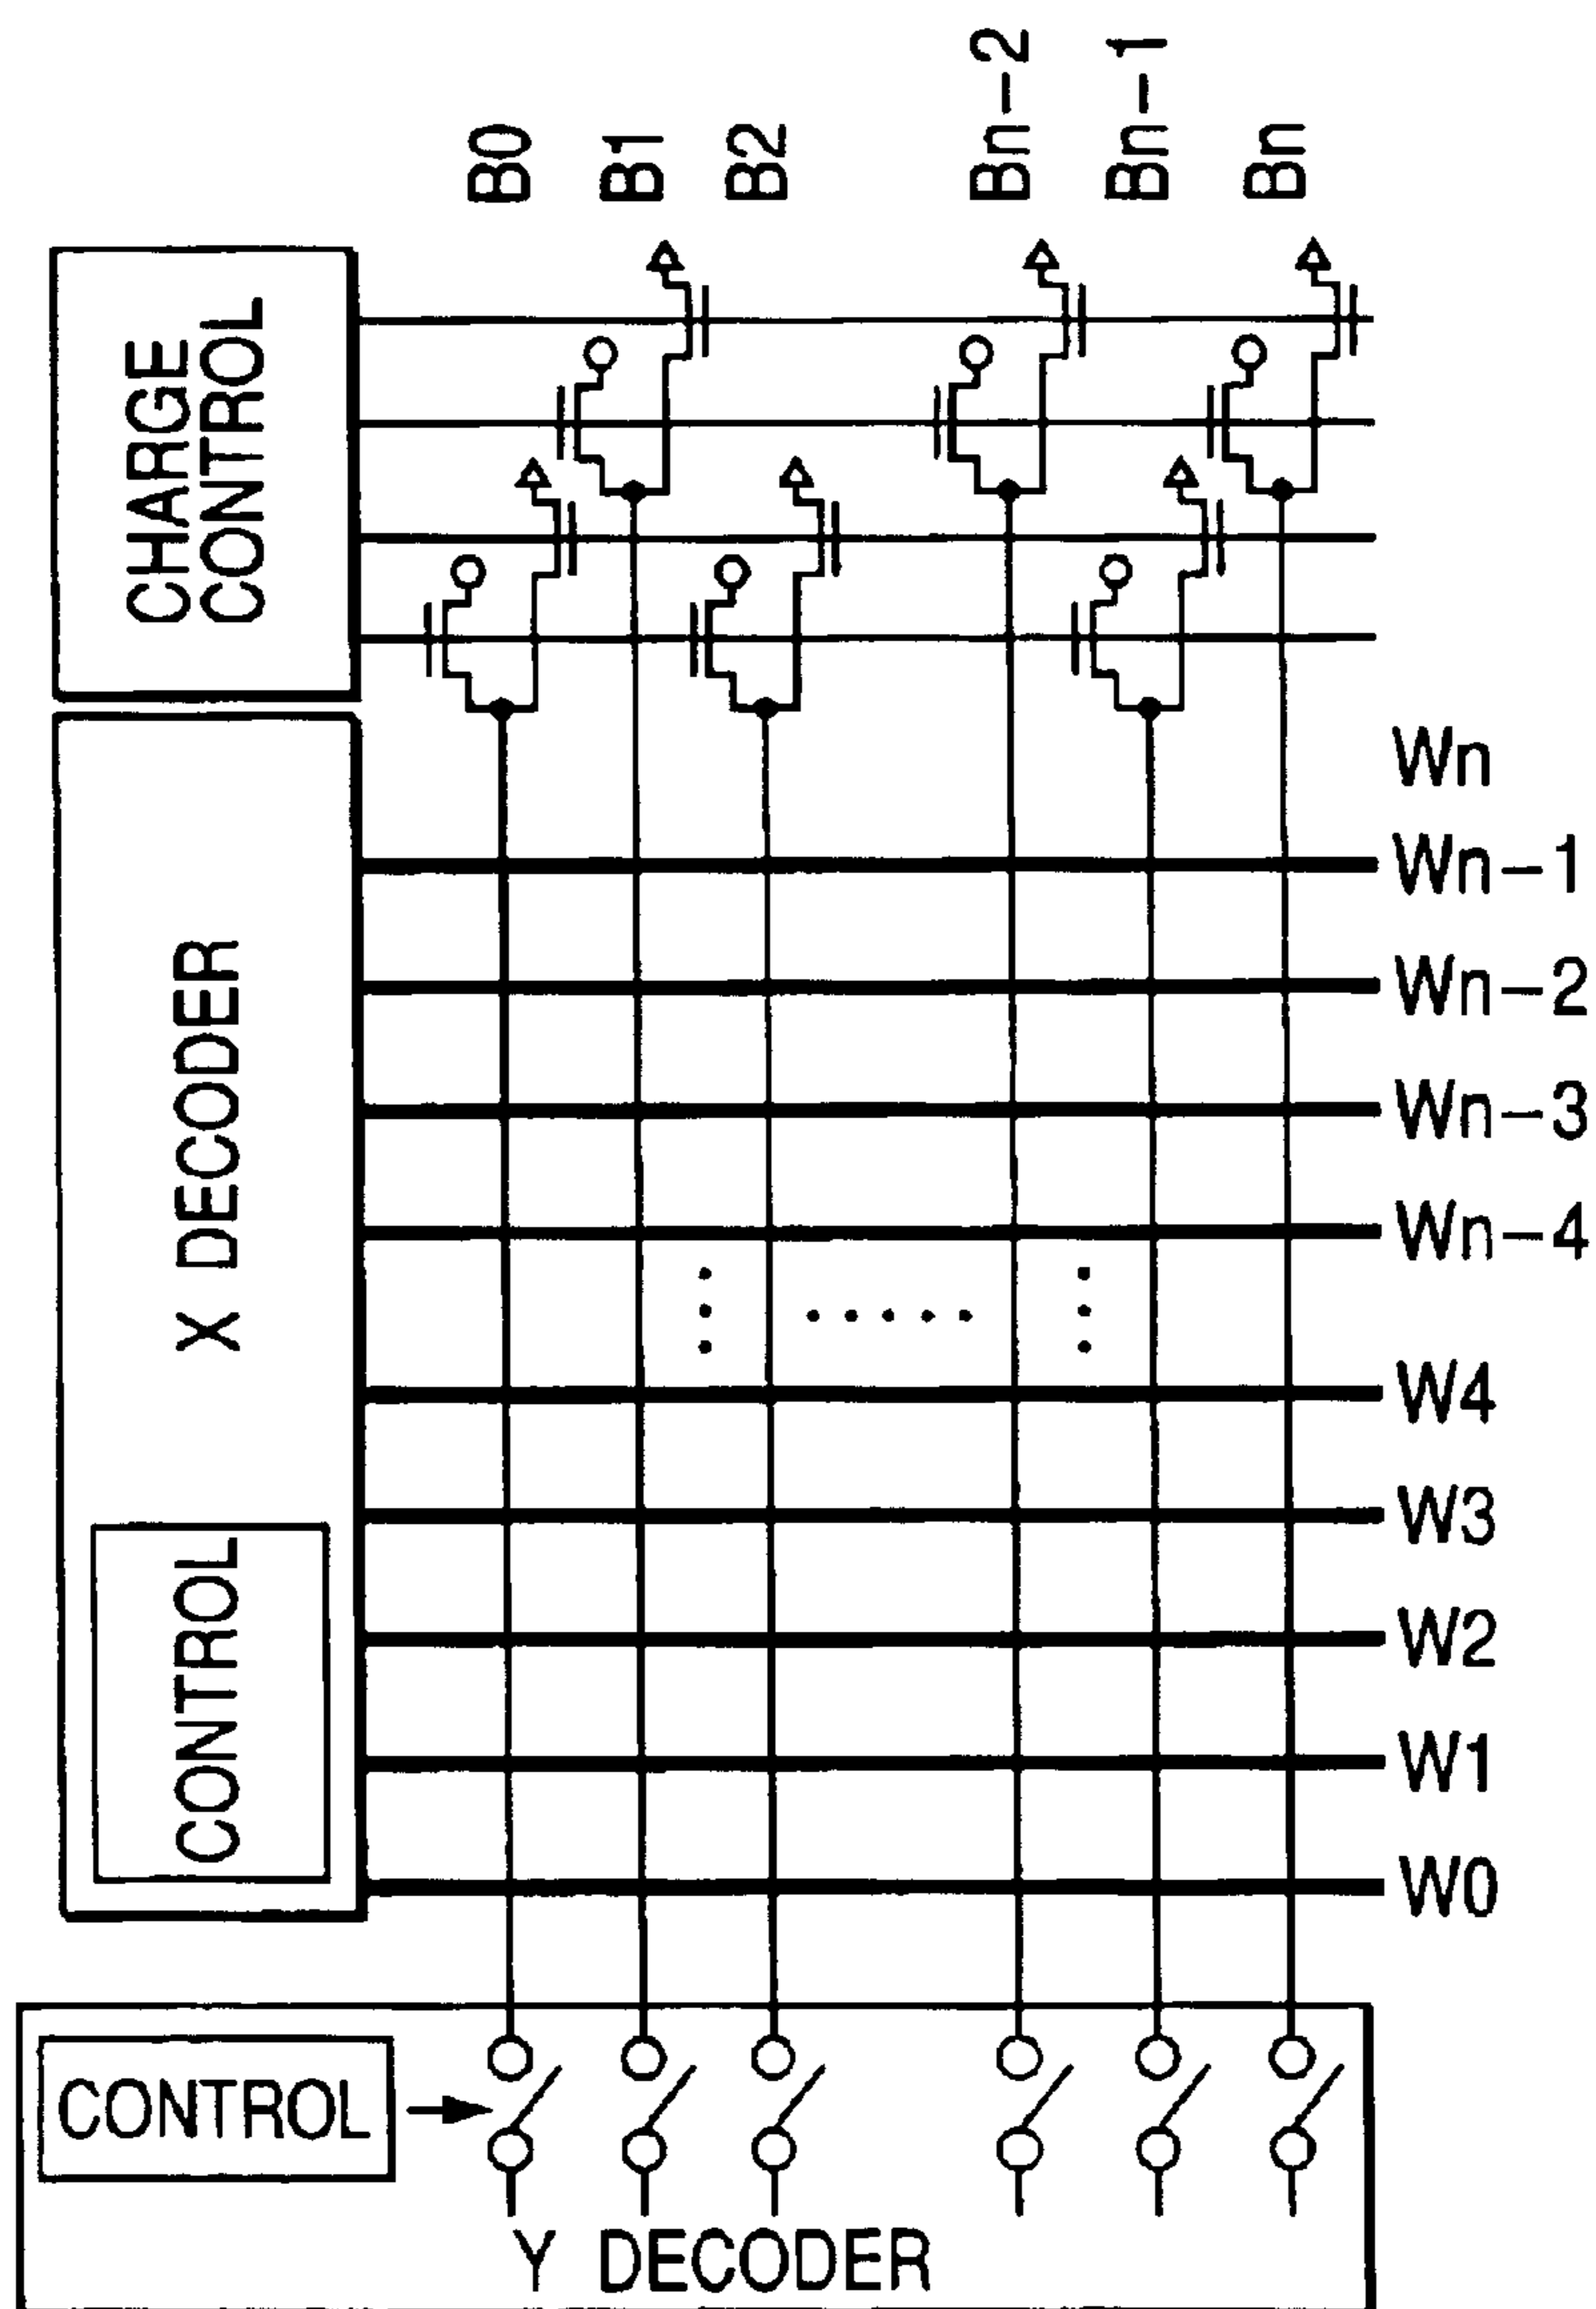 B0
B1
B2
Bn-2
Bn-1
Bn
CHARGE
CONTROL
X DECODER
CONTROL
Wn
Wn-1
Wn-2
Wn-3
Wn-4
W4
W3
W2
W1
W0
CONTROL
Y DECODER